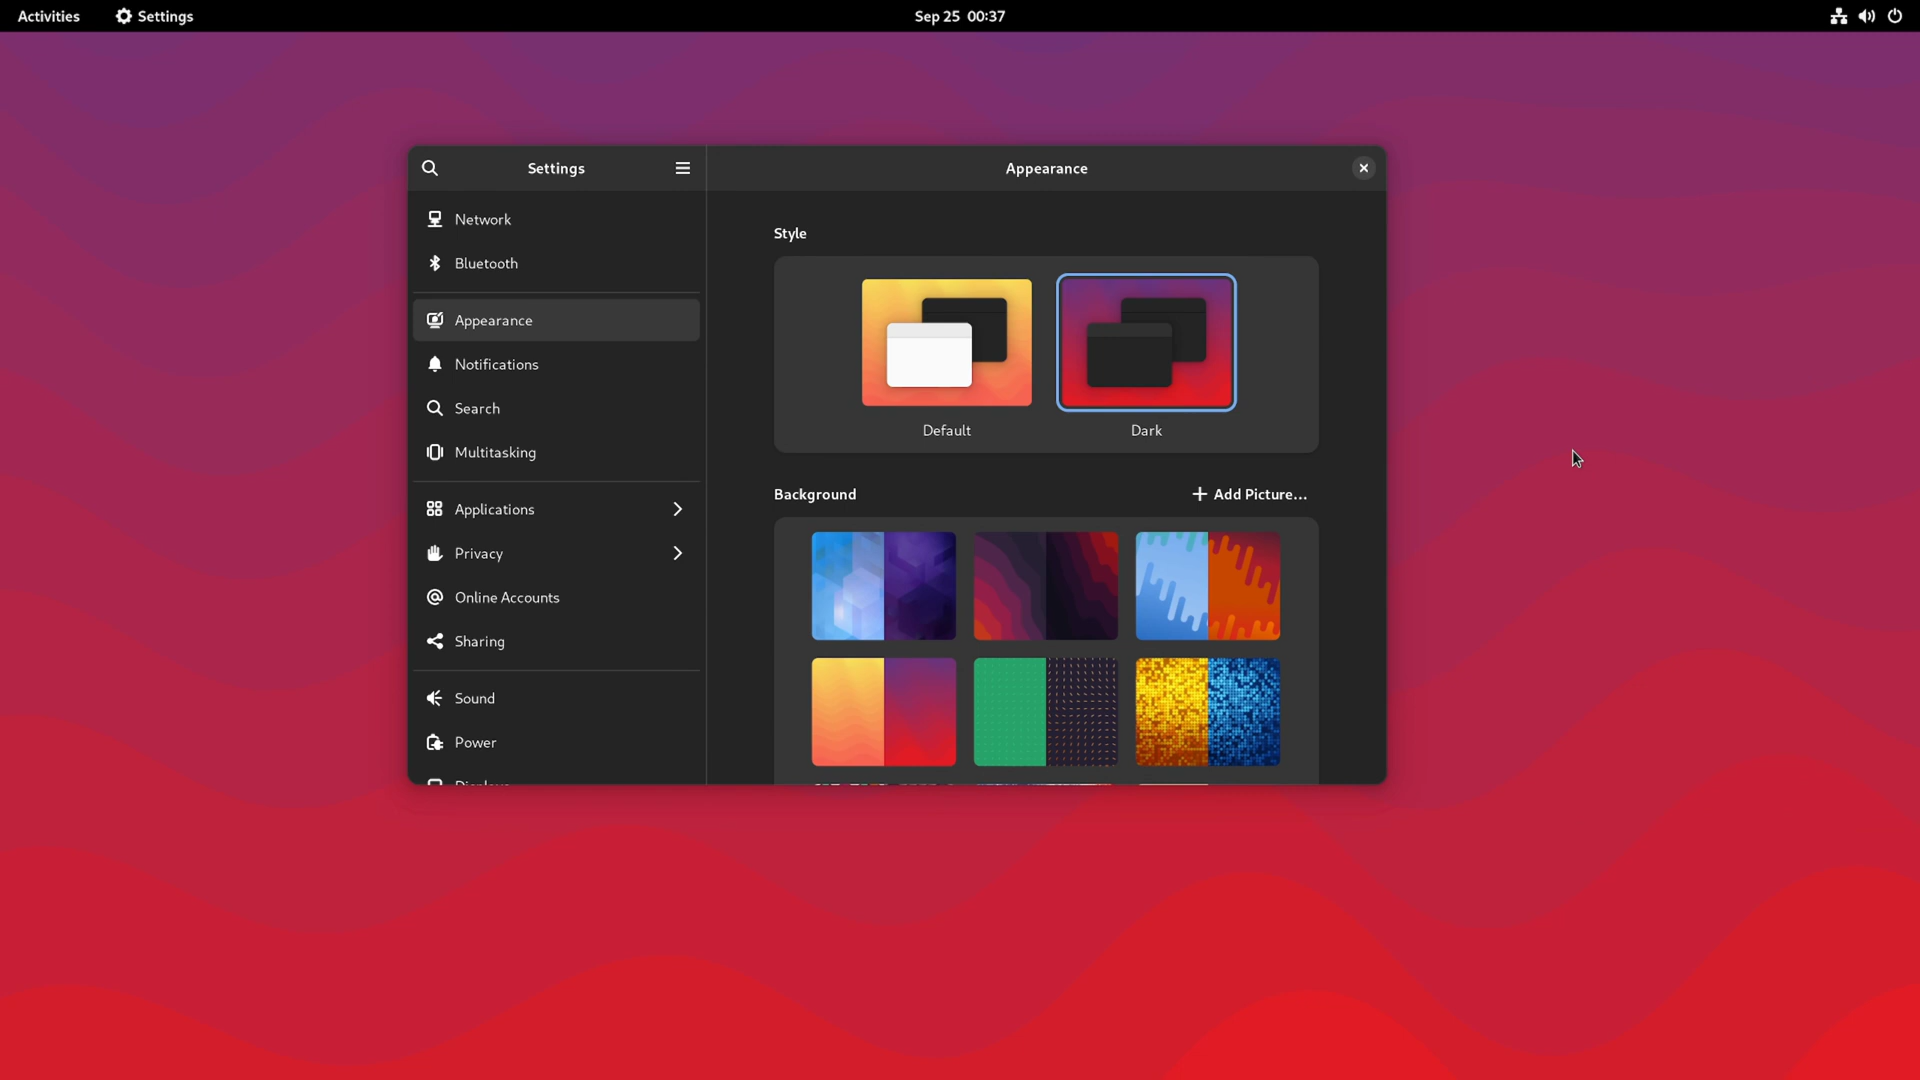 Activities Settings Sep 25 00:37
Settings
Appearance
Network
Bluetooth
Appearance
Notifications
Search
Multitasking
Applications
Privacy
Online Accounts
Sharing
Sound
Power
Displays
Style
Default Dark
Background Add Picture...